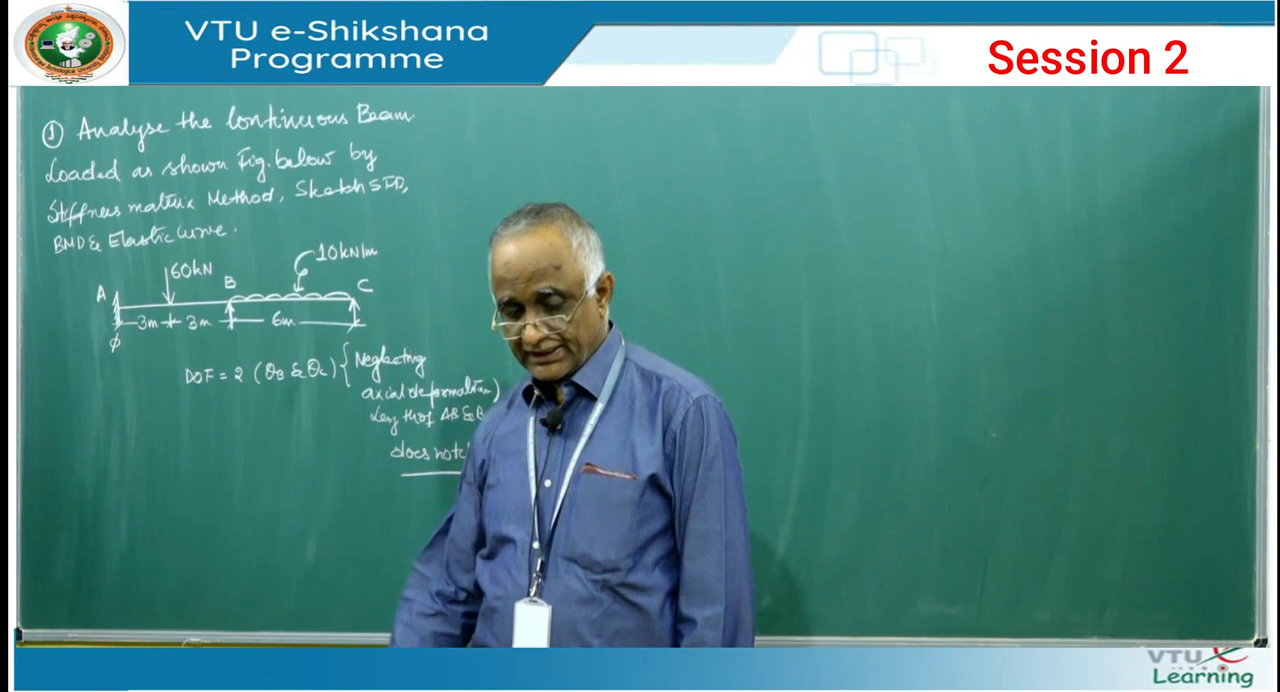 VTU e-Shikshana
Programme
Session 2
① Analyse the Continuous Beam
Loaded as shown Fig. below by
Stiffness matrix Method, Sketch SFD,
BMD & Elastic curve.
60kN
10kN/m
A
B
C
3m
3m
6m
DOF = 2 (θB & θC) { Neglecting
axial deformation)
Length of AB & B
does not
VTU
Learning